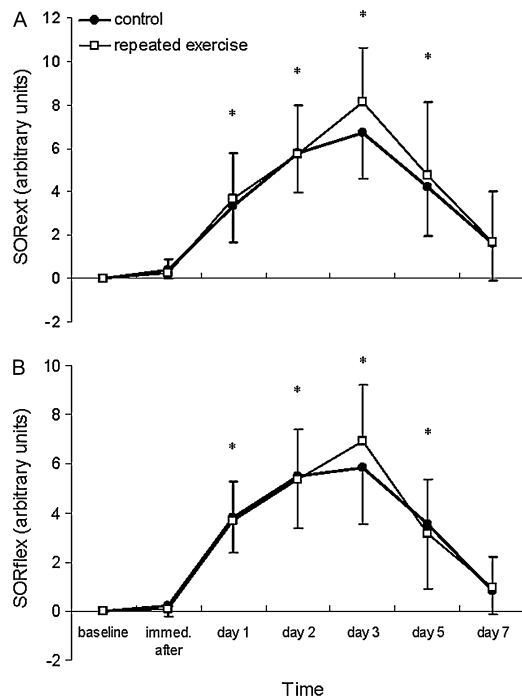 A
12
control
repeated exercise
10
8
6
4
2
0
-2
SORext (arbitrary units)
* * * *
B
10
8
6
4
2
0
-2
SORflex (arbitrary units)
* * * *
baseline immed. after day 1 day 2 day 3 day 5 day 7
Time